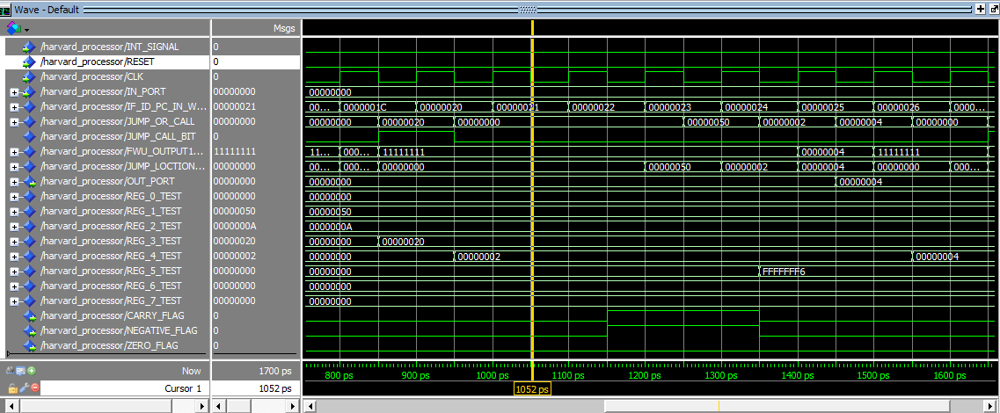 Wave - Default
Msgs
/harvard_processor/INT_SIGNAL 0
/harvard_processor/RESET 0
/harvard_processor/CLK 0
/harvard_processor/IN_PORT 00000000 00000000
/harvard_processor/IF_ID_PC_IN_W... 00000021 00... 0000001C 00000020 00000021 00000022 00000023 00000024 00000025 00000026 0000...
/harvard_processor/JUMP_OR_CALL 00000000 00000000 00000020 00000000 00000050 00000002 00000004 00000000
/harvard_processor/JUMP_CALL_BIT 0
/harvard_processor/FWU_OUTPUT1... 11111111 11... 000... 11111111 00000004 11111111
/harvard_processor/JUMP_LOCTION... 00000000 00... 000... 00000000 00000050 00000002 00000004 00000000 000...
/harvard_processor/OUT_PORT 00000000 00000000 00000004
/harvard_processor/REG_0_TEST 00000000 00000000
/harvard_processor/REG_1_TEST 00000050 00000050
/harvard_processor/REG_2_TEST 0000000A 0000000A
/harvard_processor/REG_3_TEST 00000020 00000000 00000020
/harvard_processor/REG_4_TEST 00000002 00000000 00000002 00000004
/harvard_processor/REG_5_TEST 00000000 00000000 FFFFFFF6
/harvard_processor/REG_6_TEST 00000000 00000000
/harvard_processor/REG_7_TEST 00000000 00000000
/harvard_processor/CARRY_FLAG 0
/harvard_processor/NEGATIVE_FLAG 0
/harvard_processor/ZERO_FLAG 0
Now 1700 ps 800 ps 900 ps 1000 ps 1100 ps 1200 ps 1300 ps 1400 ps 1500 ps 1600 ps
Cursor 1 1052 ps 1052 ps